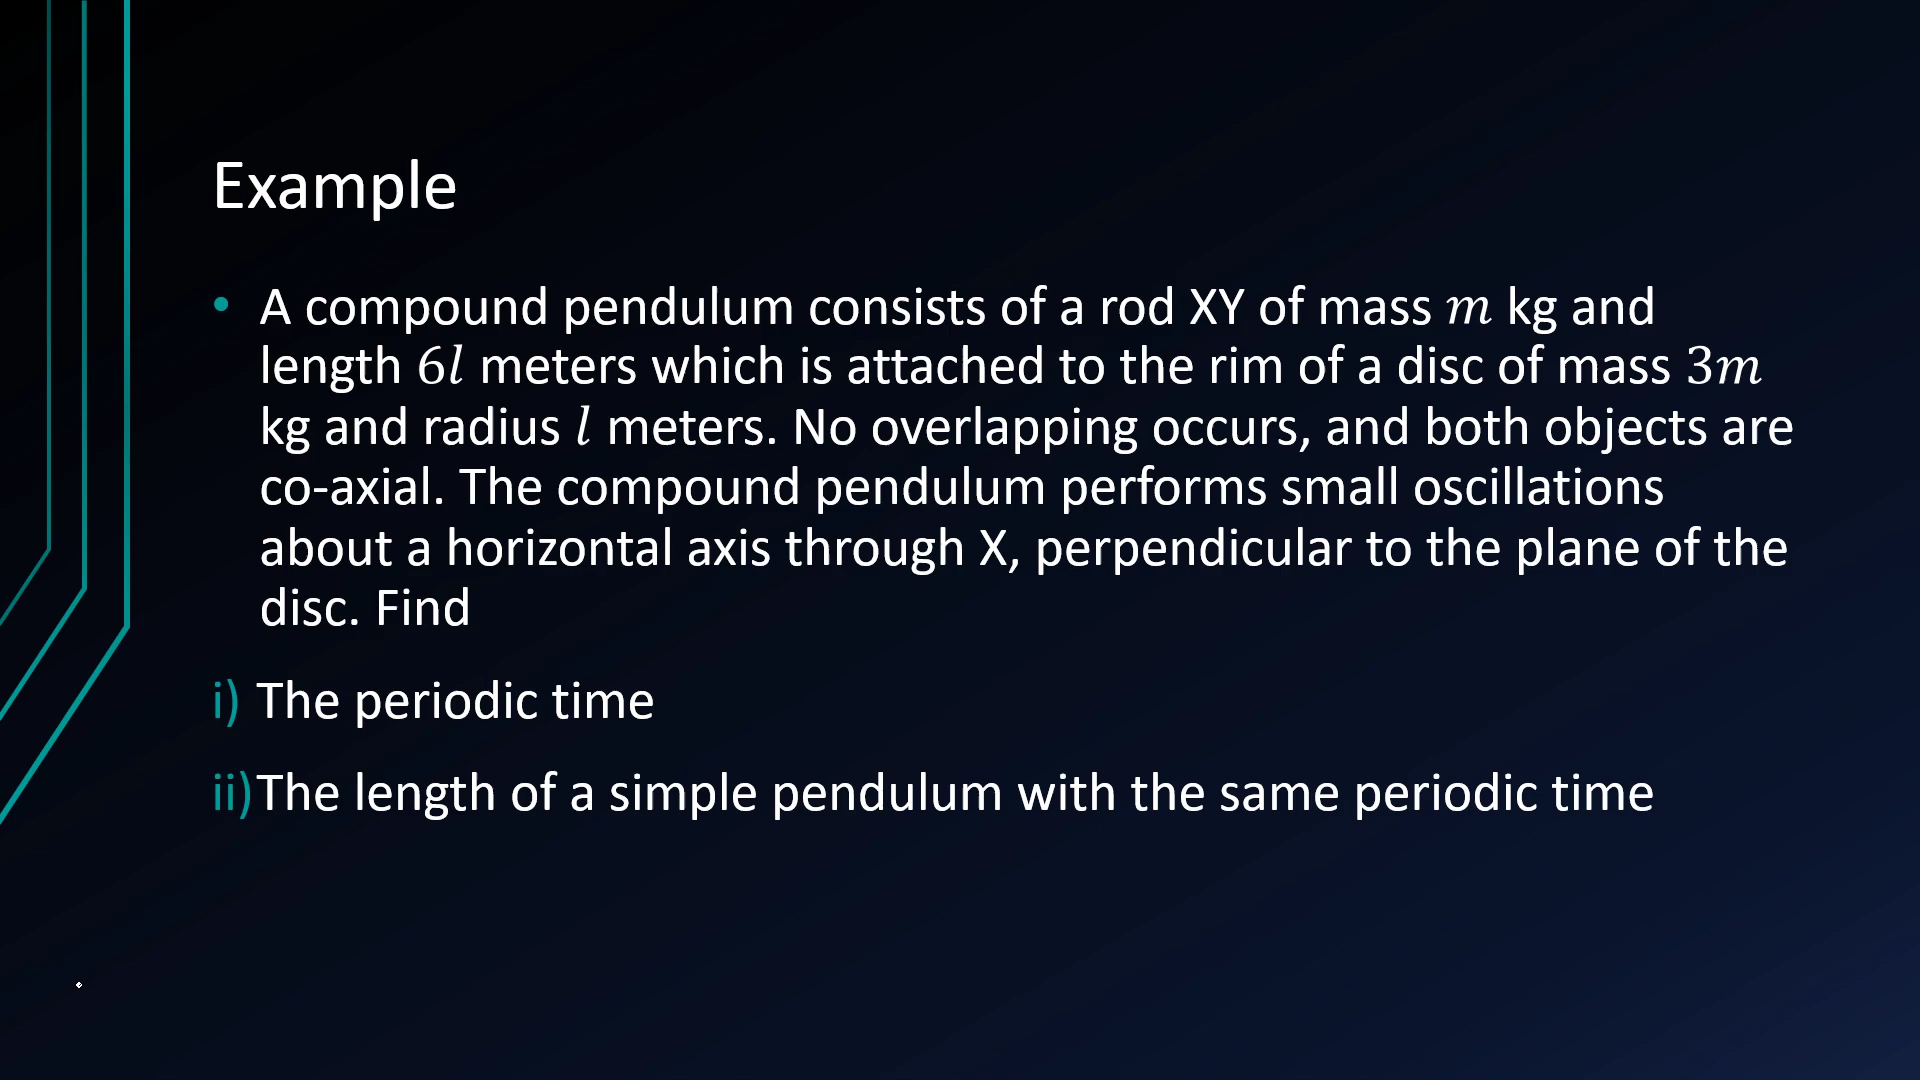 Example
• A compound pendulum consists of a rod XY of mass 𝑚 kg and
length 6𝑙 meters which is attached to the rim of a disc of mass 3𝑚
kg and radius 𝑙 meters. No overlapping occurs, and both objects are
co-axial. The compound pendulum performs small oscillations
about a horizontal axis through X, perpendicular to the plane of the
disc. Find
i) The periodic time
ii) The length of a simple pendulum with the same periodic time